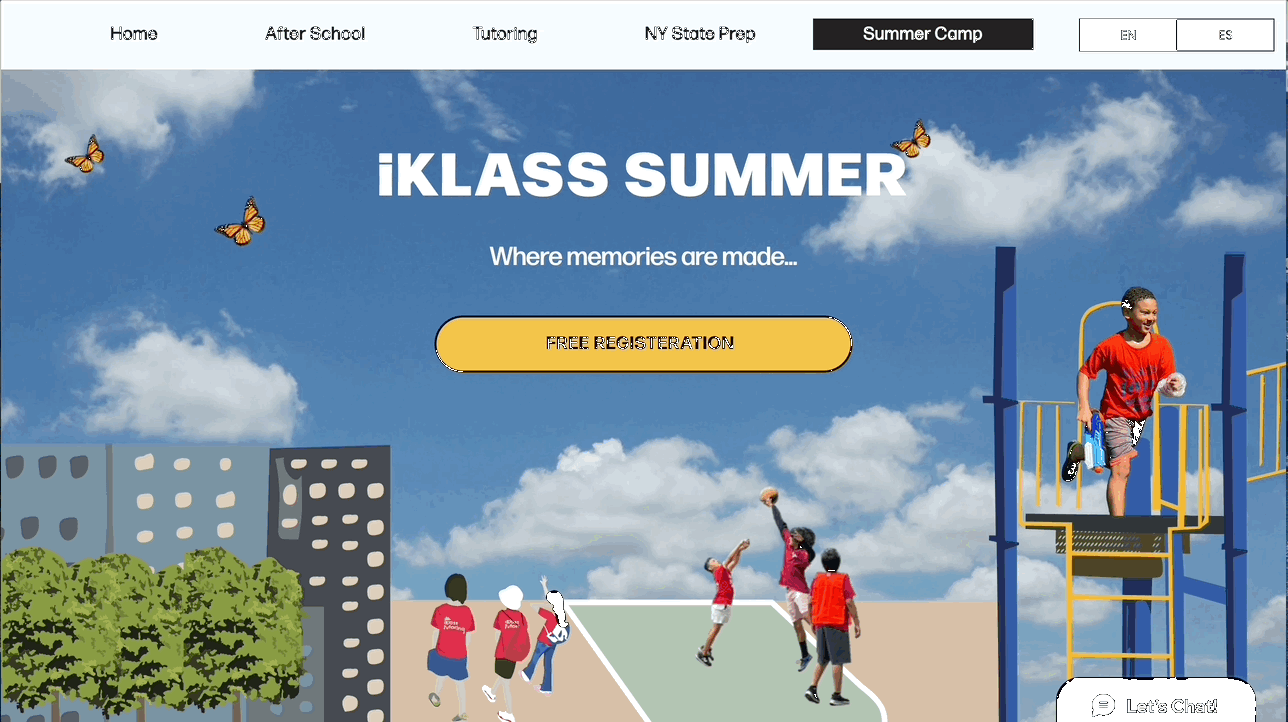 Home
After School
Tutoring
NY State Prep
Summer Camp
EN
ES
iKLASS SUMMER
Where memories are made...
FREE REGISTERATION
Let's Chat!